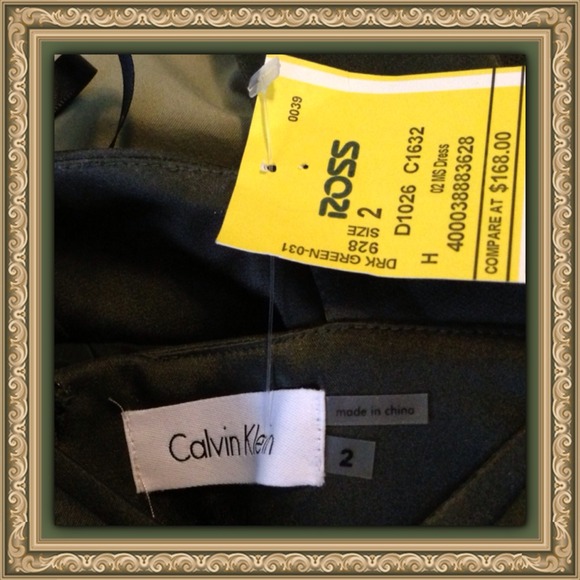 0039
ROSS
SIZE 2
928
DRK GREEN-031
D1026 C1632
02 MS Dress
H 400038883628
COMPARE AT $168.00
made in china
Calvin Klein
2